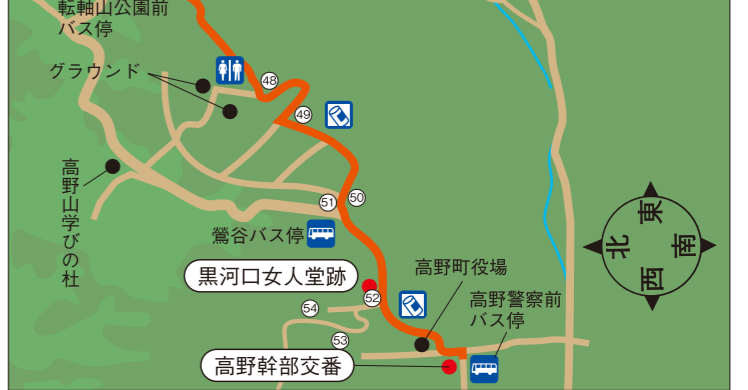 転軸山公園前
バス停
グラウンド
48
49
高野山学びの杜
51
50
鶯谷バス停
黒河口女人堂跡
52
高野町役場
54
高野警察前
バス停
53
高野幹部交番
東
北
南
西